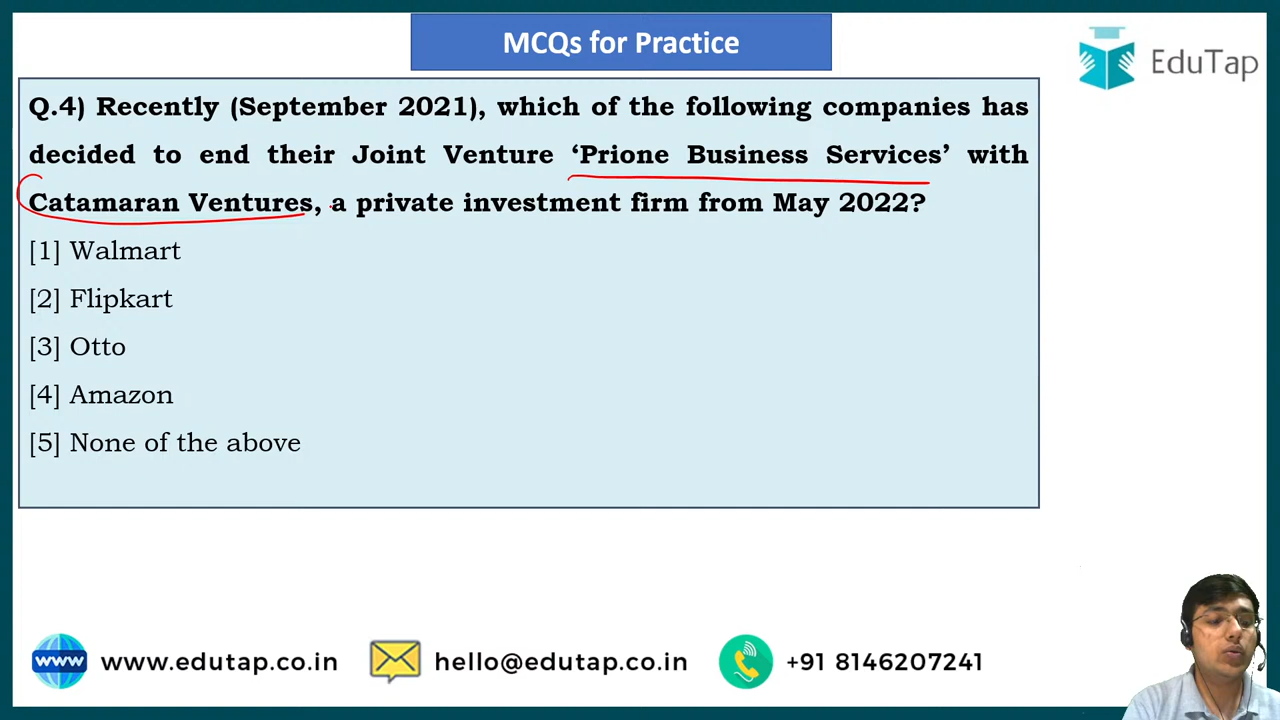 MCQs for Practice
EduTap
Q.4) Recently (September 2021), which of the following companies has
decided to end their Joint Venture ‘Prione Business Services’ with
Catamaran Ventures, a private investment firm from May 2022?
[1] Walmart
[2] Flipkart
[3] Otto
[4] Amazon
[5] None of the above
www www.edutap.co.in hello@edutap.co.in +91 8146207241